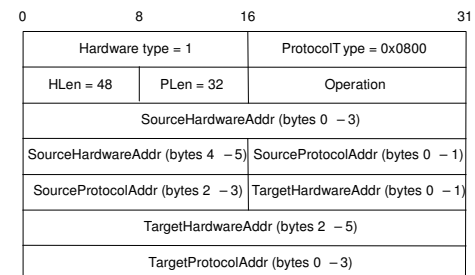 0 8 16 31
Hardware type = 1 ProtocolT ype = 0x0800
HLen = 48 PLen = 32 Operation
SourceHardwareAddr (bytes 0 – 3)
SourceHardwareAddr (bytes 4 – 5) SourceProtocolAddr (bytes 0 – 1)
SourceProtocolAddr (bytes 2 – 3) TargetHardwareAddr (bytes 0 – 1)
TargetHardwareAddr (bytes 2 – 5)
TargetProtocolAddr (bytes 0 – 3)